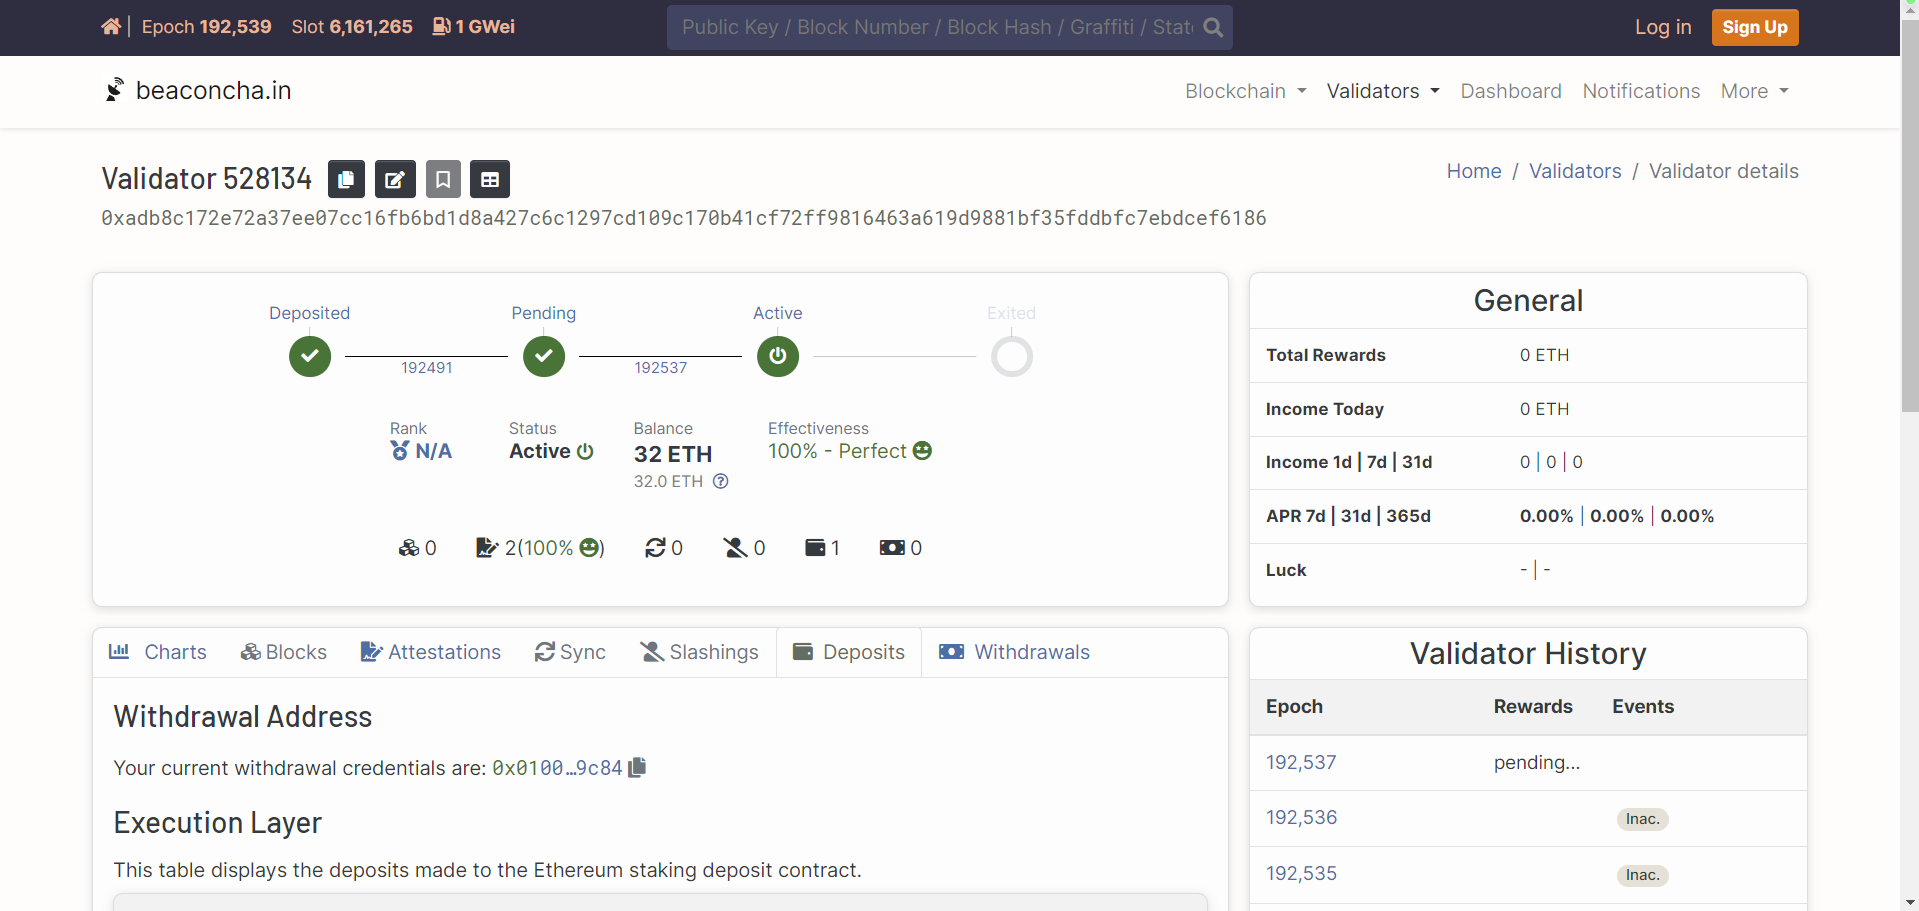 Epoch 192,539 Slot 6,161,265 1 GWei
Public Key / Block Number / Block Hash / Graffiti / State
Log in
Sign Up
beaconcha.in
Blockchain Validators Dashboard Notifications More
Validator 528134
Home / Validators / Validator details
0xadb8c172e72a37ee07cc16fb6bd1d8a427c6c1297cd109c170b41cf72ff9816463a619d9881bf35fddbfc7ebdcef6186
Deposited Pending Active Exited
192491 192537
Rank
N/A
Status
Active
Balance
32 ETH
32.0 ETH
Effectiveness
100% - Perfect
0 2(100% ) 0 0 1 0
General
Total Rewards 0 ETH
Income Today 0 ETH
Income 1d | 7d | 31d 0 | 0 | 0
APR 7d | 31d | 365d 0.00% | 0.00% | 0.00%
Luck - | -
Charts Blocks Attestations Sync Slashings Deposits Withdrawals
Withdrawal Address
Your current withdrawal credentials are: 0x0100…9c84
Execution Layer
This table displays the deposits made to the Ethereum staking deposit contract.
Validator History
Epoch Rewards Events
192,537 pending...
192,536 Inac.
192,535 Inac.